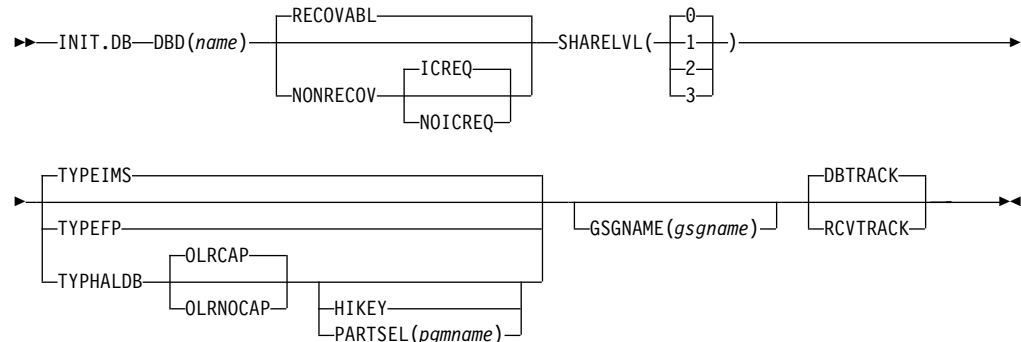 RECOVABL
INIT.DB DBD(name) SHARELVL( 0 )
1
NONRECOV ICREQ 2
NOICREQ 3
TYPEIMS DBTRACK
TYPEFP GSGNAME(gsgname) RCVTRACK
TYPHALDB OLRCAP
OLRNOCAP HIKEY
PARTSEL(pgmname)